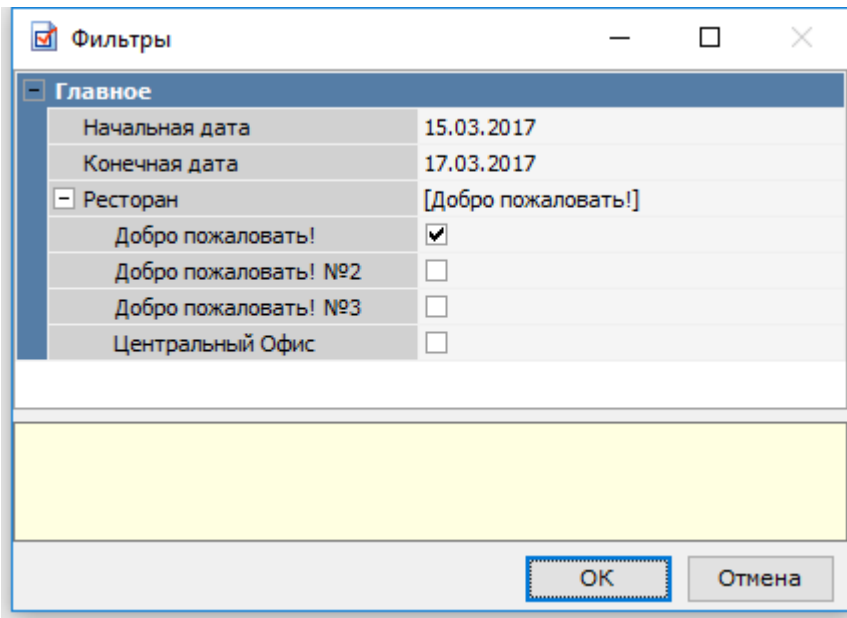 Фильтры
Главное
Начальная дата 15.03.2017
Конечная дата 17.03.2017
Ресторан [Добро пожаловать!]
Добро пожаловать!
Добро пожаловать! №2
Добро пожаловать! №3
Центральный Офис
ОК Отмена